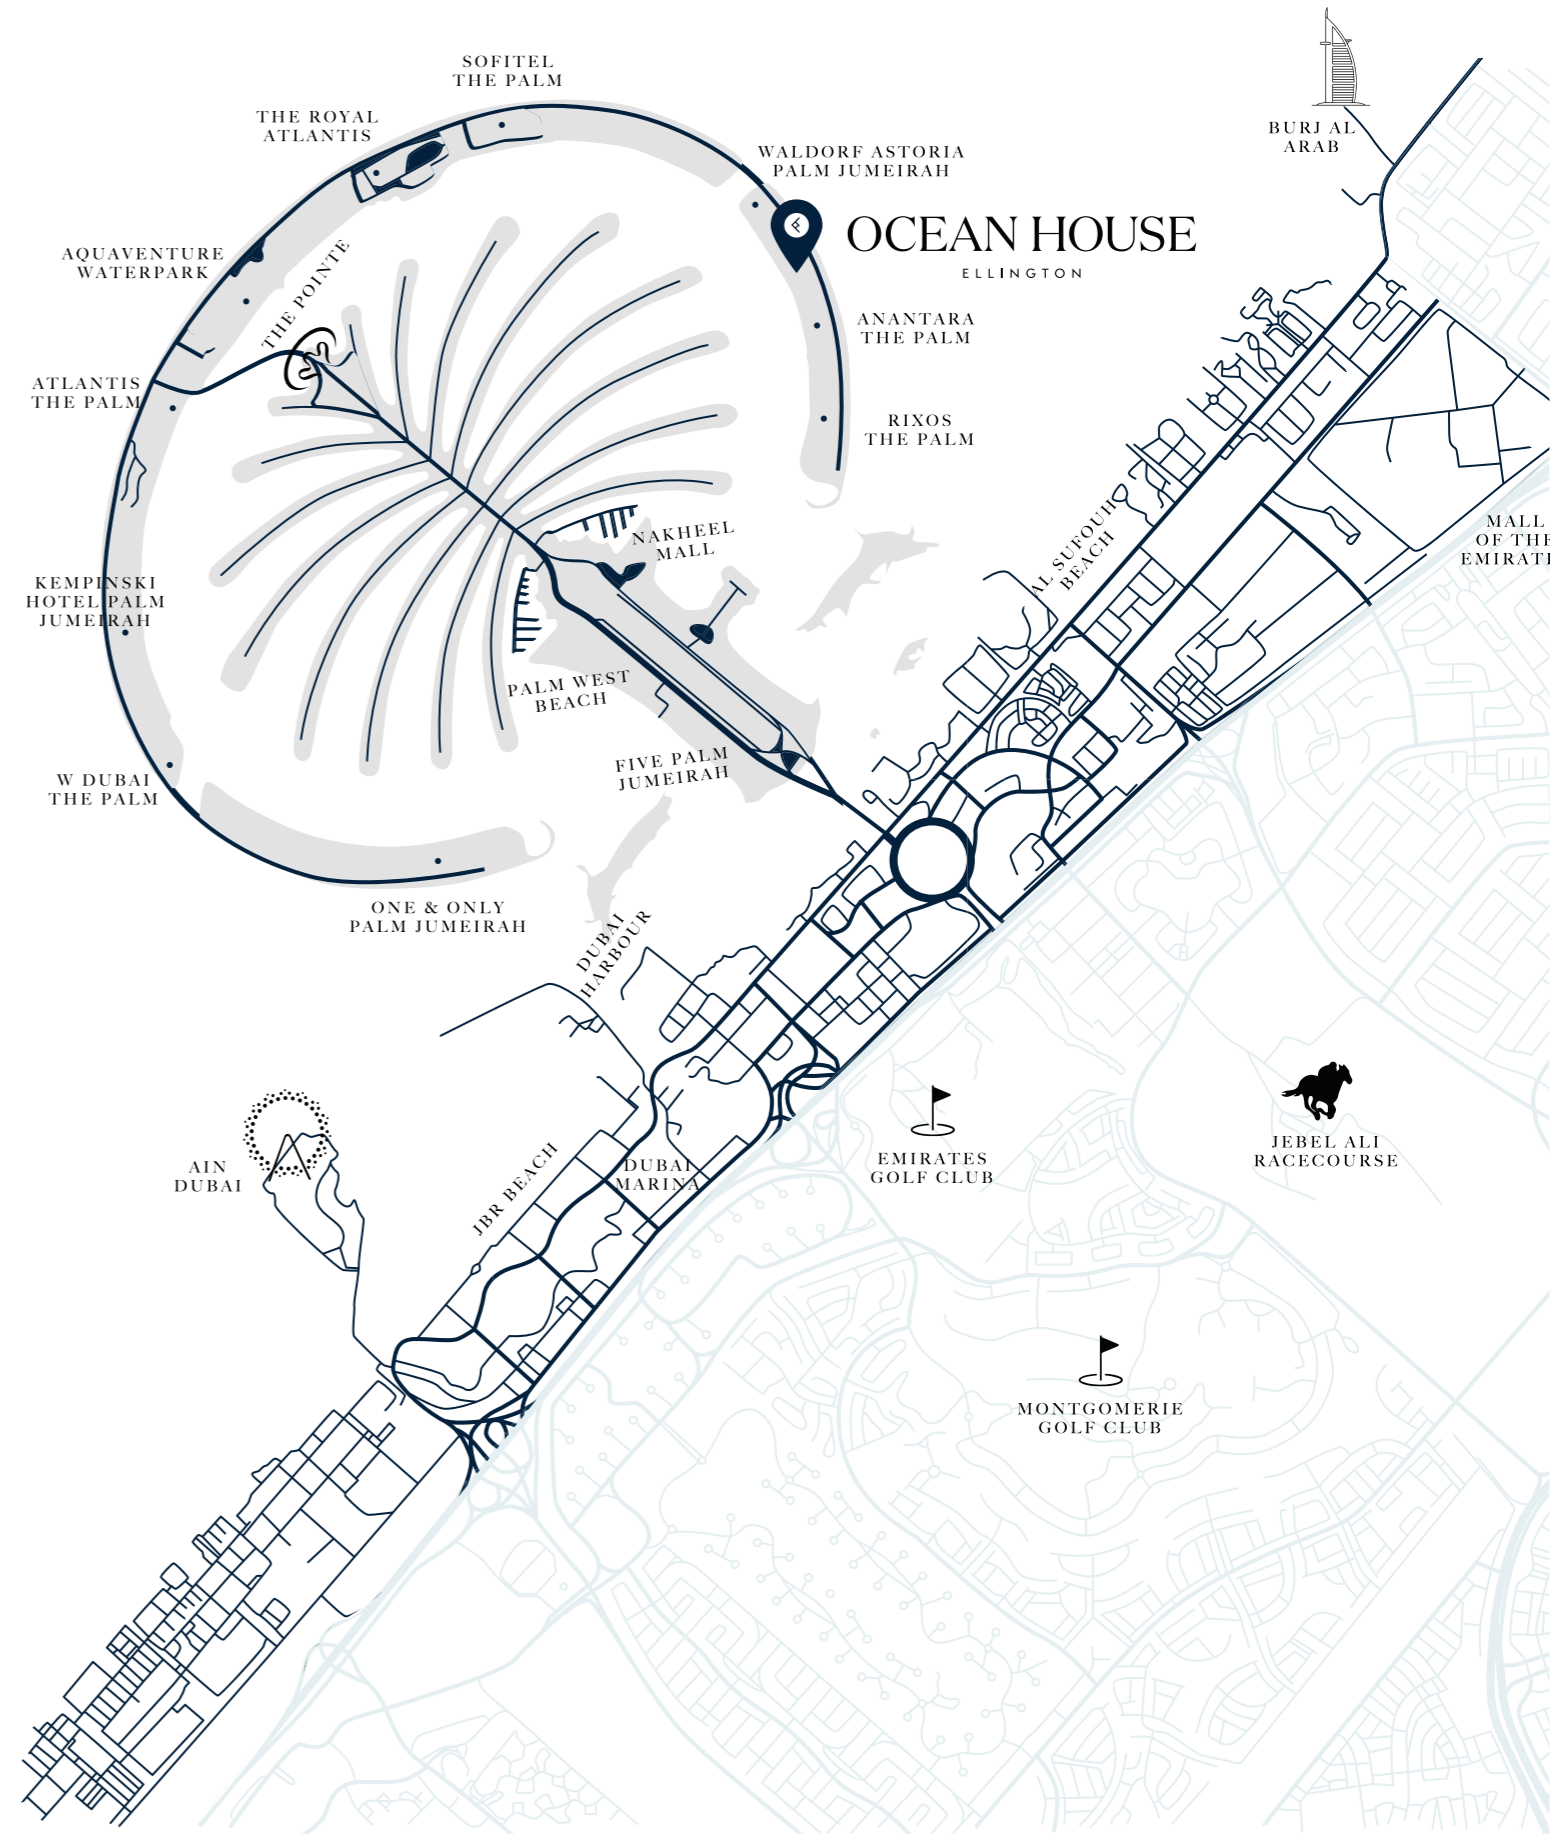 SOFITEL
THE PALM
BURJ AL
ARAB
THE ROYAL
ATLANTIS
WALDORF ASTORIA
PALM JUMEIRAH
OCEAN HOUSE
ELLINGTON
AQUAVENTURE
WATERPARK
THE POINTE
ANANTARA
THE PALM
ATLANTIS
THE PALM
RIXOS
THE PALM
NAKHEEL
MALL
AL SUFOUH
BEACH
MALL
OF THE
EMIRATE
KEMPINSKI
HOTEL PALM
JUMEIRAH
PALM WEST
BEACH
FIVE PALM
JUMEIRAH
W DUBAI
THE PALM
ONE & ONLY
PALM JUMEIRAH
DUBAI
HARBOUR
AIN
DUBAI
JBR BEACH
DUBAI
MARINA
EMIRATES
GOLF CLUB
JEBEL ALI
RACECOURSE
MONTGOMERIE
GOLF CLUB